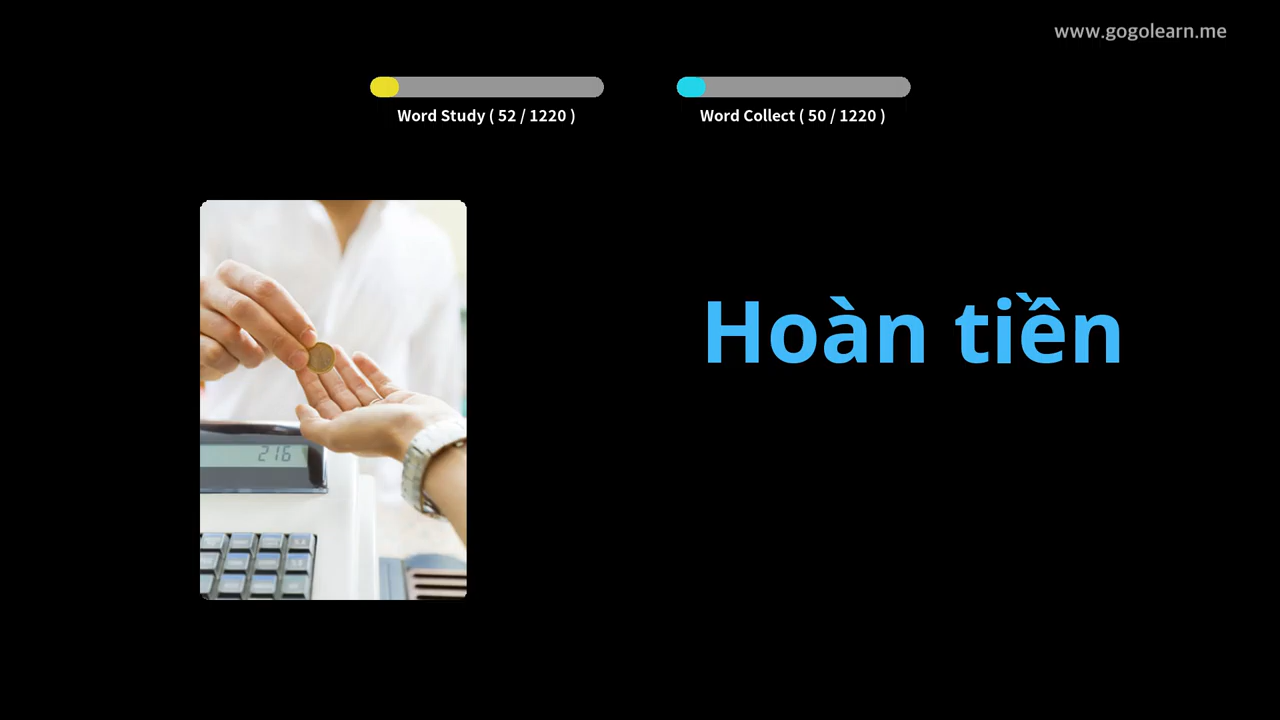 www.gogolearn.me
Word Study ( 52 / 1220 )
Word Collect ( 50 / 1220 )
Hoàn tiền
216